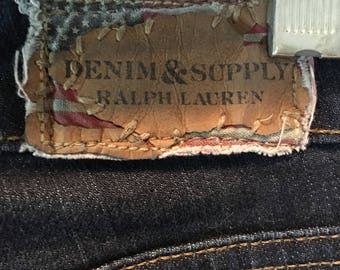 DENIM & SUPPLY
RALPH LAUREN